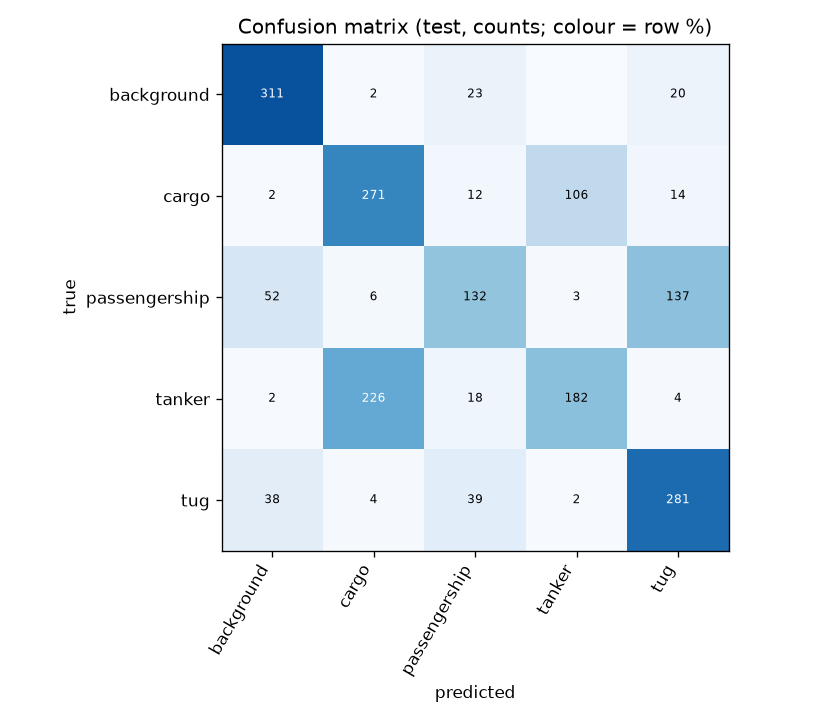 Confusion matrix (test, counts; colour = row %)
background 311 2 23 20
cargo 2 271 12 106 14
passengership 52 6 132 3 137
tanker 2 226 18 182 4
tug 38 4 39 2 281
true
background cargo passengership tanker tug
predicted